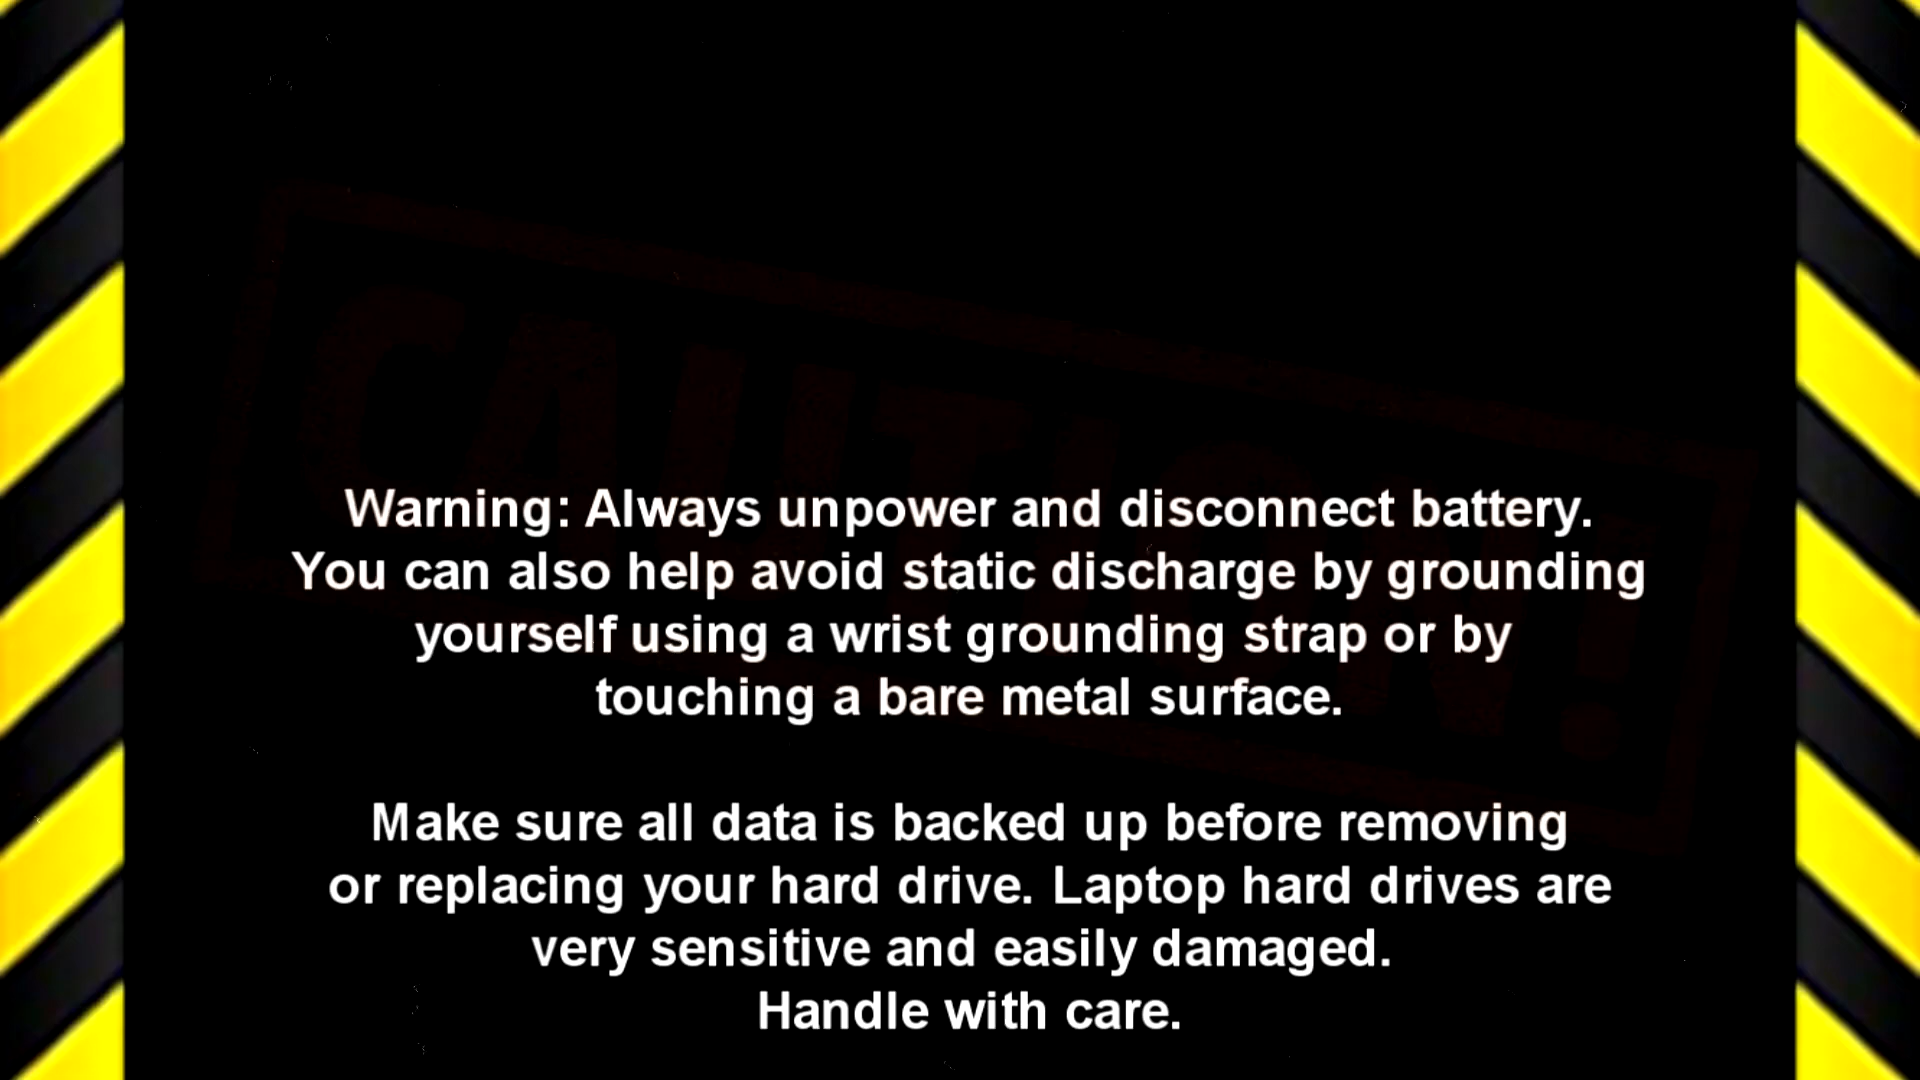 CAUTION!
Warning: Always unpower and disconnect battery.
You can also help avoid static discharge by grounding
yourself using a wrist grounding strap or by
touching a bare metal surface.
Make sure all data is backed up before removing
or replacing your hard drive. Laptop hard drives are
very sensitive and easily damaged.
Handle with care.